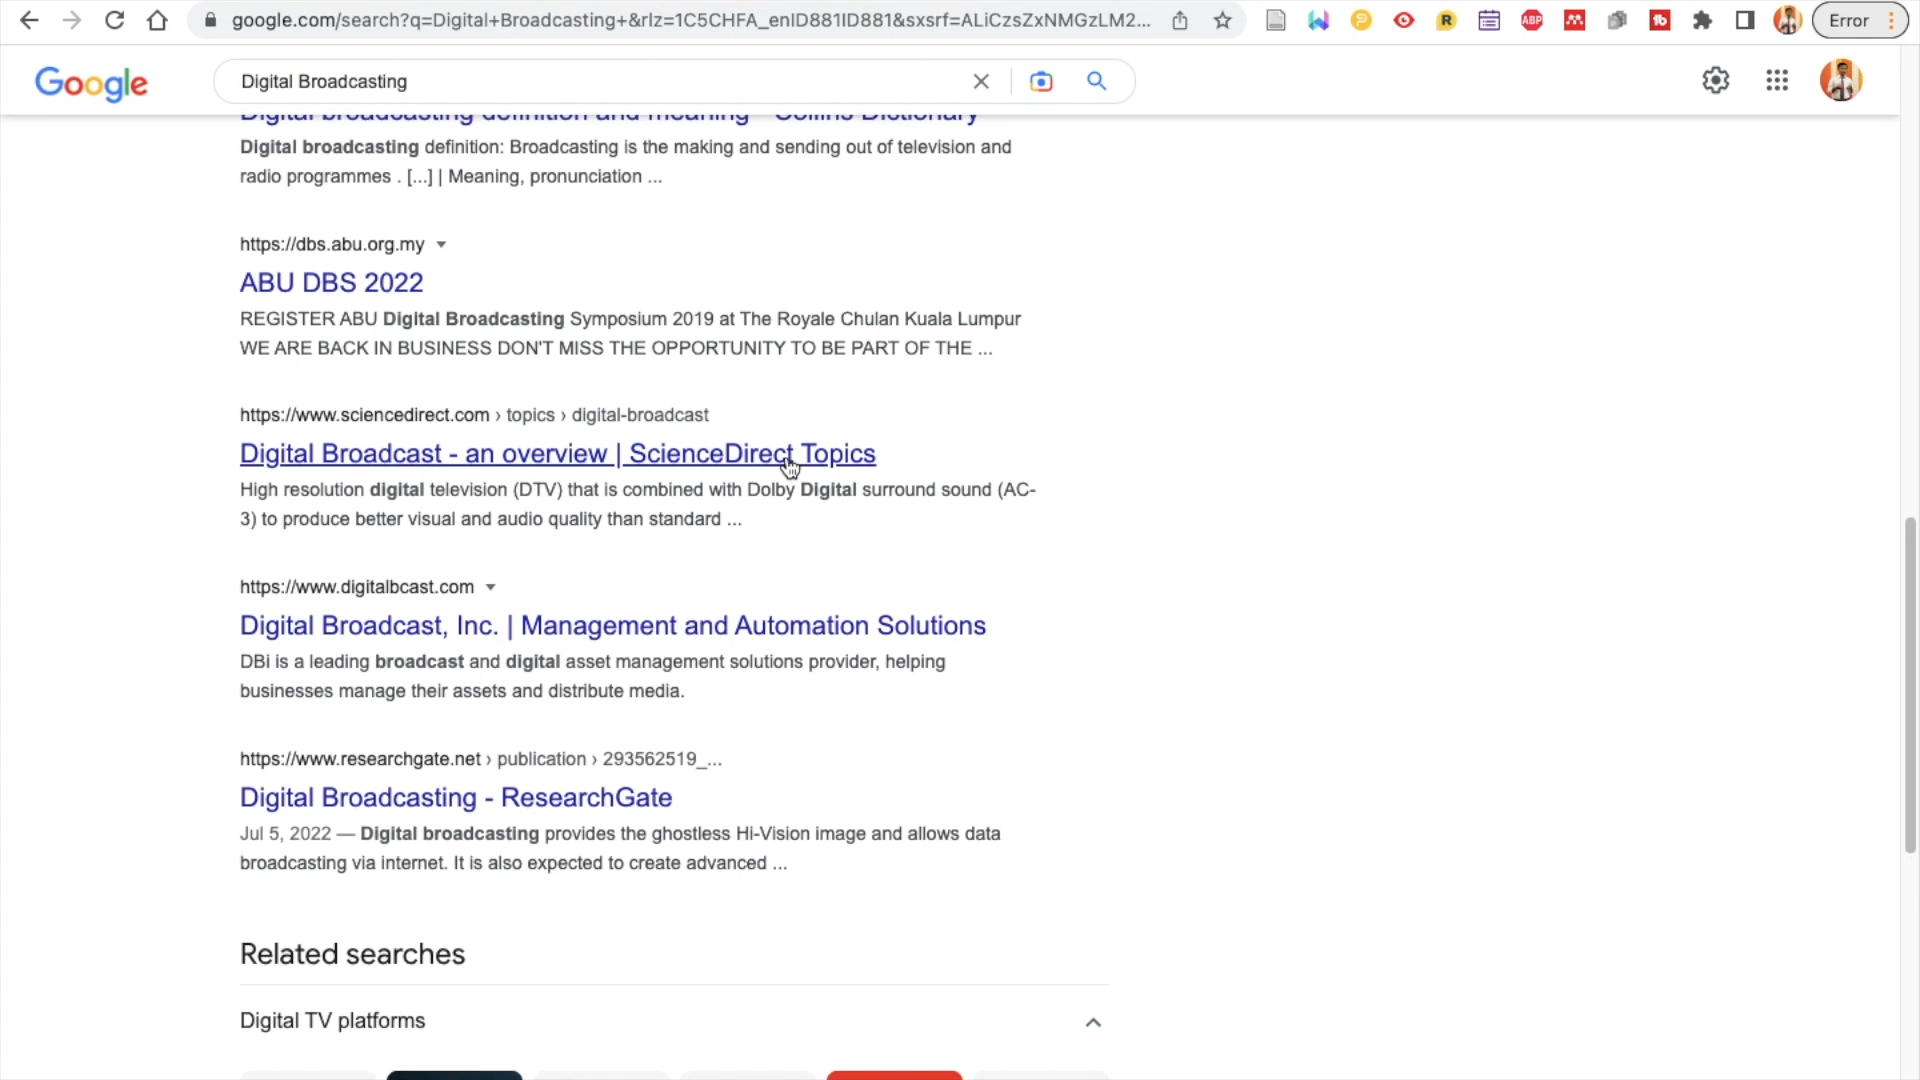 google.com/search?q=Digital+Broadcasting+&rlz=1C5CHFA_enID881ID881&sxsrf=ALiCzsZxNMGzLM2...
R
ABP
Error
Google
Digital Broadcasting
Digital broadcasting definition and meaning - Collins Dictionary
Digital broadcasting definition: Broadcasting is the making and sending out of television and
radio programmes . [...] | Meaning, pronunciation ...
https://dbs.abu.org.my
ABU DBS 2022
REGISTER ABU Digital Broadcasting Symposium 2019 at The Royale Chulan Kuala Lumpur
WE ARE BACK IN BUSINESS DON'T MISS THE OPPORTUNITY TO BE PART OF THE ...
https://www.sciencedirect.com › topics › digital-broadcast
Digital Broadcast - an overview | ScienceDirect Topics
High resolution digital television (DTV) that is combined with Dolby Digital surround sound (AC-
3) to produce better visual and audio quality than standard ...
https://www.digitalbcast.com
Digital Broadcast, Inc. | Management and Automation Solutions
DBi is a leading broadcast and digital asset management solutions provider, helping
businesses manage their assets and distribute media.
https://www.researchgate.net › publication › 293562519_...
Digital Broadcasting - ResearchGate
Jul 5, 2022 — Digital broadcasting provides the ghostless Hi-Vision image and allows data
broadcasting via internet. It is also expected to create advanced ...
Related searches
Digital TV platforms